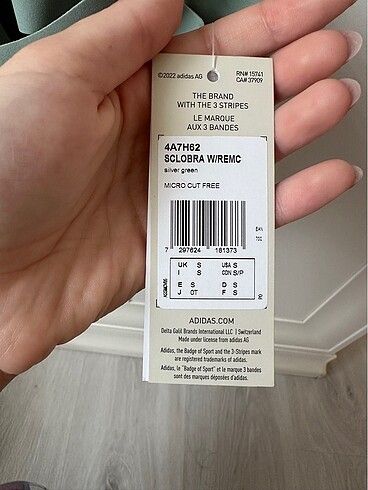 ©2022 adidas AG
RN# 15741
CA# 37909
THE BRAND
WITH THE 3 STRIPES
LE MARQUE
AUX 3 BANDES
4A7H62
SCLOBRA W/REMC
silver green
MICRO CUT FREE
7 297624 181373
UK S USA S
I S CDN S/P
E S D S
J OT F S
ADIDAS.COM
Delta Galil Brands International LLC | Switzerland
Made under license from adidas AG
Adidas, the Badge of Sport and the 3-Stripes mark
are registered trademarks of adidas.
Adidas, le "Badge of Sport" et le marque 3 bandes
sont des marques déposées d'adidas.